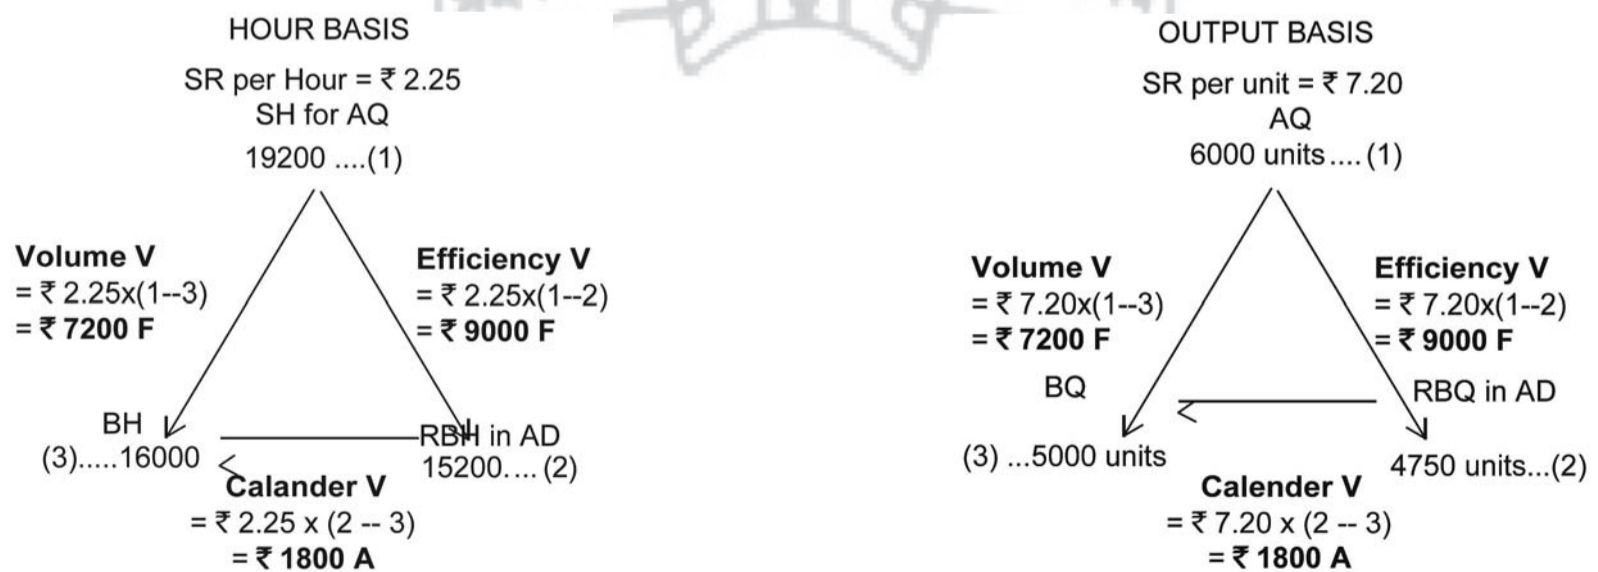 HOUR BASIS
SR per Hour = ₹ 2.25
SH for AQ
19200 ....(1)
Volume V
= ₹ 2.25x(1--3)
= ₹ 7200 F
Efficiency V
= ₹ 2.25x(1--2)
= ₹ 9000 F
BH
(3).....16000
RBH in AD
15200.... (2)
Calander V
= ₹ 2.25 x (2 -- 3)
= ₹ 1800 A
OUTPUT BASIS
SR per unit = ₹ 7.20
AQ
6000 units .... (1)
Volume V
= ₹ 7.20x(1--3)
= ₹ 7200 F
Efficiency V
= ₹ 7.20x(1--2)
= ₹ 9000 F
BQ
(3) ...5000 units
RBQ in AD
4750 units...(2)
Calender V
= ₹ 7.20 x (2 -- 3)
= ₹ 1800 A